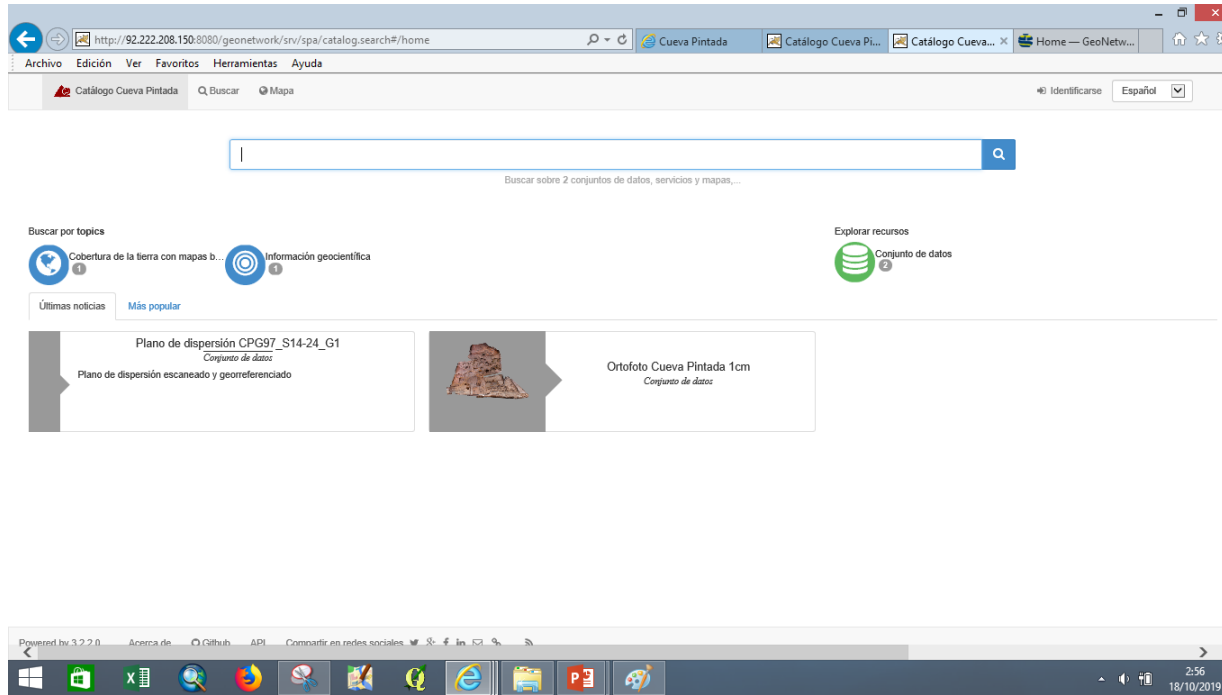 http://92.222.208.150:8080/geonetwork/srv/spa/catalog.search#/home
Cueva Pintada
Catálogo Cueva Pi...
Catálogo Cueva...
Home — GeoNetw...
Archivo Edición Ver Favoritos Herramientas Ayuda
Catálogo Cueva Pintada Buscar Mapa Identificarse Español
Buscar sobre 2 conjuntos de datos, servicios y mapas,...
Buscar por topics Explorar recursos
Cobertura de la tierra con mapas b... Información geocientífica Conjunto de datos
1 1 2
Últimas noticias Más popular
Plano de dispersión CPG97_S14-24_G1
Conjunto de datos
Plano de dispersión escaneado y georreferenciado
Ortofoto Cueva Pintada 1cm
Conjunto de datos
Powered by 3.2.2.0 Acerca de Github API Compartir en redes sociales
2:56
18/10/2019